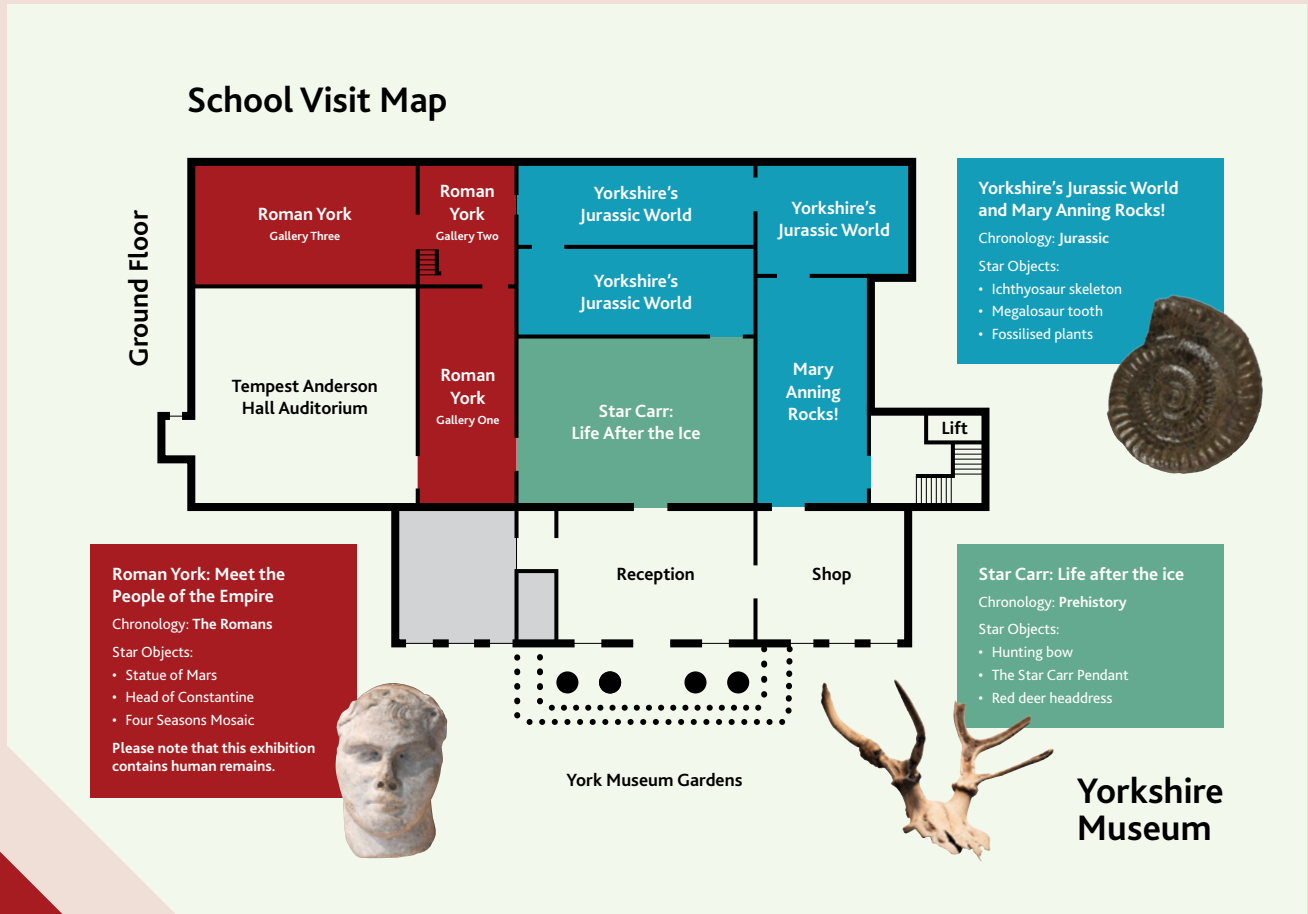 School Visit Map
Ground Floor
Roman York
Gallery Three
Roman
York
Gallery Two
Yorkshire's
Jurassic World
Yorkshire's
Jurassic World
Yorkshire's
Jurassic World
Tempest Anderson
Hall Auditorium
Roman
York
Gallery One
Star Carr:
Life After the Ice
Mary
Anning
Rocks!
Lift
Reception
Shop
York Museum Gardens
Yorkshire's Jurassic World
and Mary Anning Rocks!
Chronology: Jurassic
Star Objects:
• Ichthyosaur skeleton
• Megalosaur tooth
• Fossilised plants
Roman York: Meet the
People of the Empire
Chronology: The Romans
Star Objects:
• Statue of Mars
• Head of Constantine
• Four Seasons Mosaic
Please note that this exhibition
contains human remains.
Star Carr: Life after the ice
Chronology: Prehistory
Star Objects:
• Hunting bow
• The Star Carr Pendant
• Red deer headdress
Yorkshire
Museum